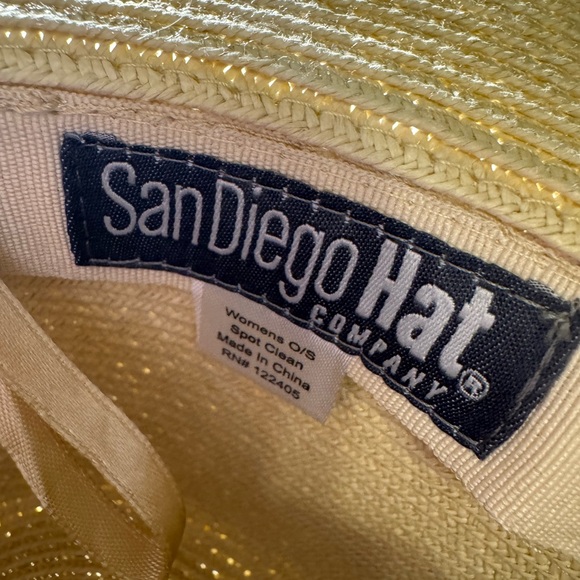 San Diego Hat®
COMPANY
Womens O/S
Spot Clean
Made in China
RN# 122405